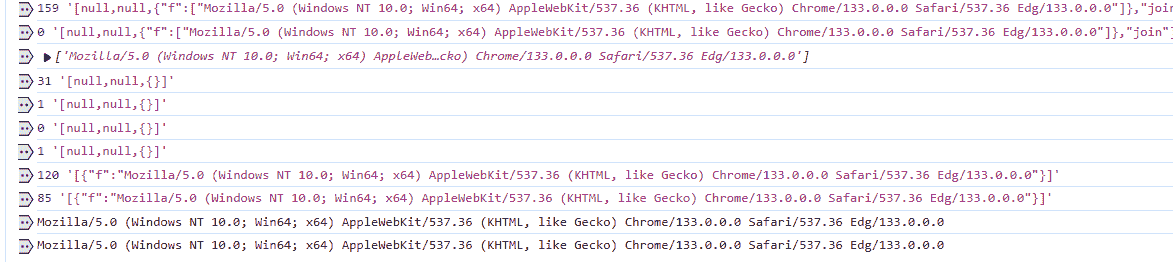 159 '[null,null,{"f":["Mozilla/5.0 (Windows NT 10.0; Win64; x64) AppleWebKit/537.36 (KHTML, like Gecko) Chrome/133.0.0.0 Safari/537.36 Edg/133.0.0.0"]},"join
0 '[null,null,{"f":["Mozilla/5.0 (Windows NT 10.0; Win64; x64) AppleWebKit/537.36 (KHTML, like Gecko) Chrome/133.0.0.0 Safari/537.36 Edg/133.0.0.0"]},"join"]
['Mozilla/5.0 (Windows NT 10.0; Win64; x64) AppleWeb…cko) Chrome/133.0.0.0 Safari/537.36 Edg/133.0.0.0']
31 '[null,null,{}]'
1 '[null,null,{}]'
0 '[null,null,{}]'
1 '[null,null,{}]'
120 '[{"f":"Mozilla/5.0 (Windows NT 10.0; Win64; x64) AppleWebKit/537.36 (KHTML, like Gecko) Chrome/133.0.0.0 Safari/537.36 Edg/133.0.0.0"}]'
85 '[{"f":"Mozilla/5.0 (Windows NT 10.0; Win64; x64) AppleWebKit/537.36 (KHTML, like Gecko) Chrome/133.0.0.0 Safari/537.36 Edg/133.0.0.0"}]'
Mozilla/5.0 (Windows NT 10.0; Win64; x64) AppleWebKit/537.36 (KHTML, like Gecko) Chrome/133.0.0.0 Safari/537.36 Edg/133.0.0.0
Mozilla/5.0 (Windows NT 10.0; Win64; x64) AppleWebKit/537.36 (KHTML, like Gecko) Chrome/133.0.0.0 Safari/537.36 Edg/133.0.0.0